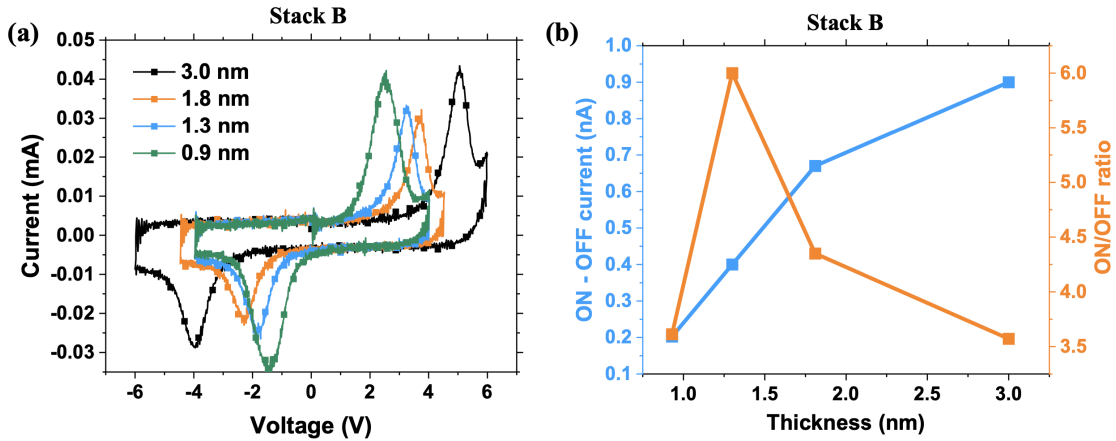 Stack B
(a)
0.05
0.04
0.03
0.02
0.01
0.00
-0.01
-0.02
-0.03
Current (mA)
3.0 nm
1.8 nm
1.3 nm
0.9 nm
-6 -4 -2 0 2 4 6
Voltage (V)
Stack B
(b)
1.0
0.9
0.8
0.7
0.6
0.5
0.4
0.3
0.2
0.1
ON - OFF current (nA)
6.0
5.5
5.0
4.5
4.0
3.5
ON/OFF ratio
1.0 1.5 2.0 2.5 3.0
Thickness (nm)